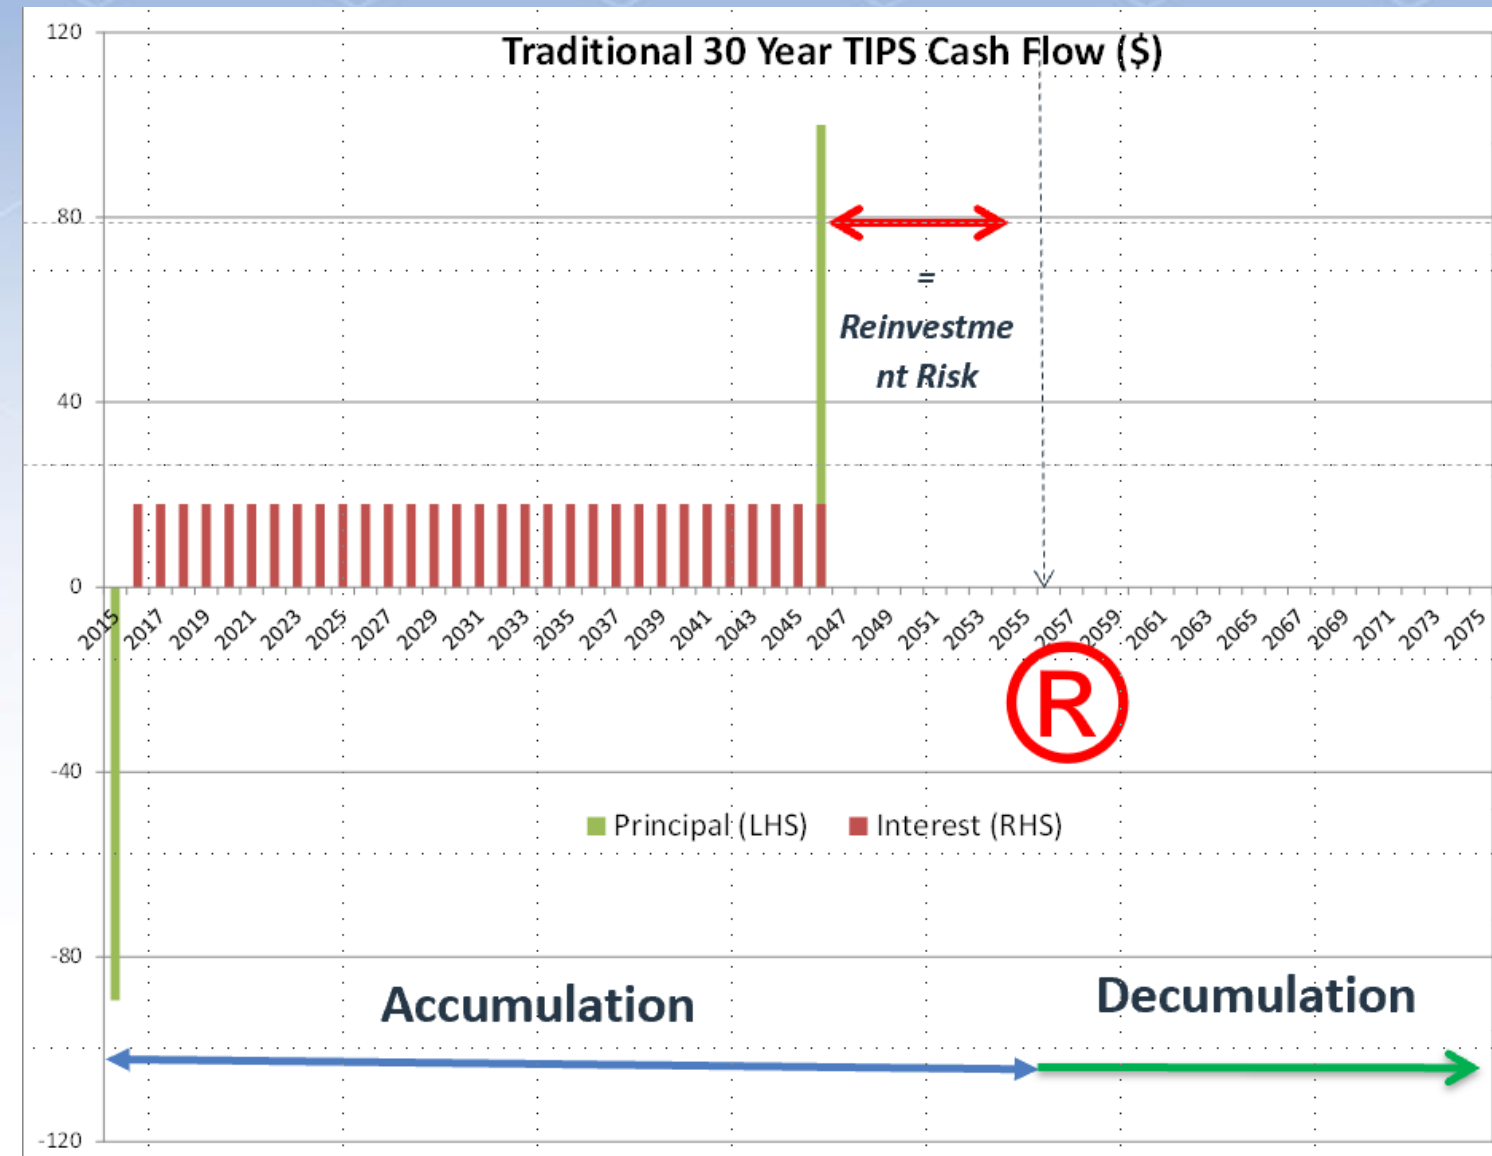 Traditional 30 Year TIPS Cash Flow ($)
120
80
40
0
-40
-80
-120
=
Reinvestme
nt Risk
2015 2017 2019 2021 2023 2025 2027 2029 2031 2033 2035 2037 2039 2041 2043 2045 2047 2049 2051 2053 2055 2057 2059 2061 2063 2065 2067 2069 2071 2073 2075
®
Principal (LHS) Interest (RHS)
Accumulation
Decumulation